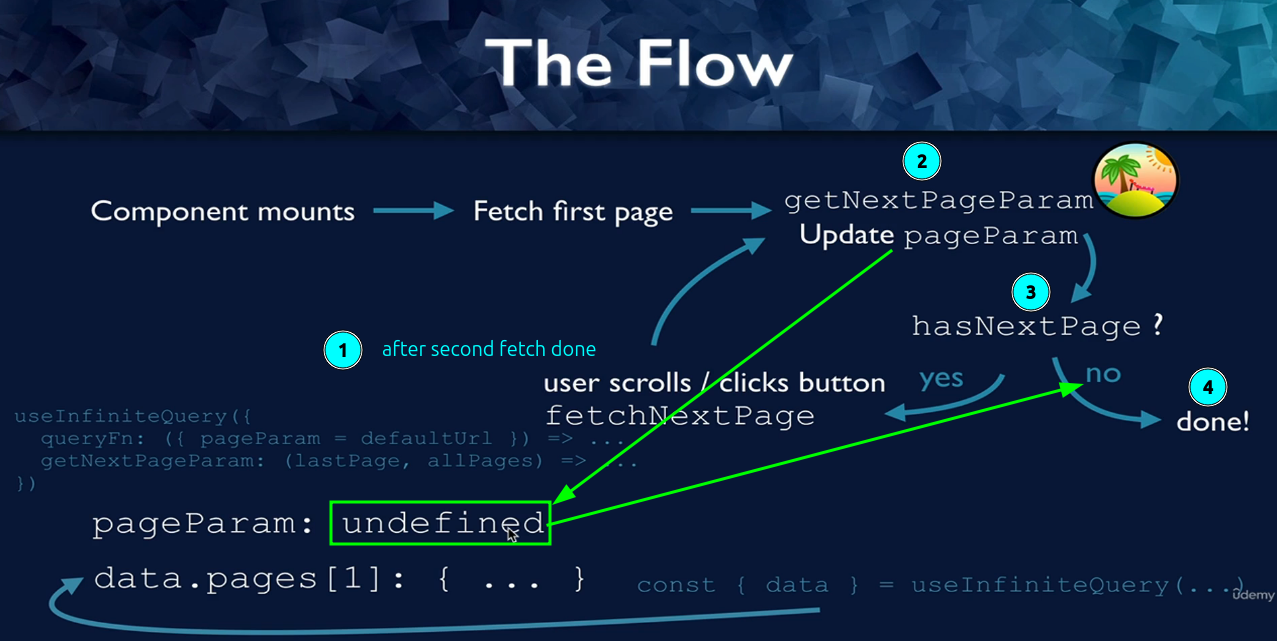 The Flow
2
Component mounts
Fetch first page
getNextPageParam
Update pageParam
3
hasNextPage ?
1
after second fetch done
user scrolls / clicks button
fetchNextPage
yes
no
4
done!
useInfiniteQuery({
queryFn: ({ pageParam = defaultUrl }) => ...
getNextPageParam: (lastPage, allPages) => ...
})
pageParam: undefined
data.pages[1]: { ... }
const { data } = useInfiniteQuery(...)
udemy